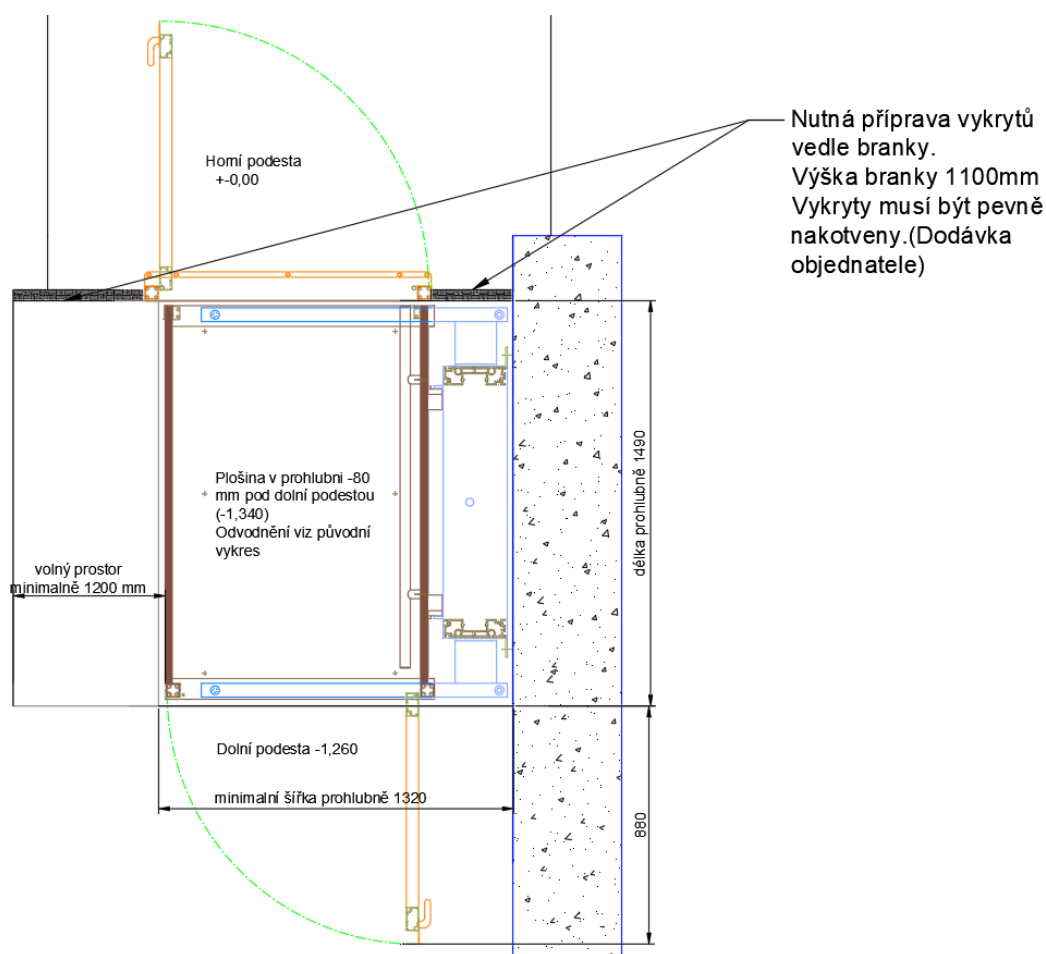 Nutná příprava vykrytů
vedle branky.
Výška branky 1100mm
Vykryty musí být pevně
nakotveny.(Dodávka
objednatele)
Horní podesta
+-0,00
Plošina v prohlubni -80
mm pod dolní podestou
(-1,340)
Odvodnění viz původní
vykres
volný prostor
minimalně 1200 mm
délka prohlubně 1490
Dolní podesta -1,260
minimalní šířka prohlubně 1320
880